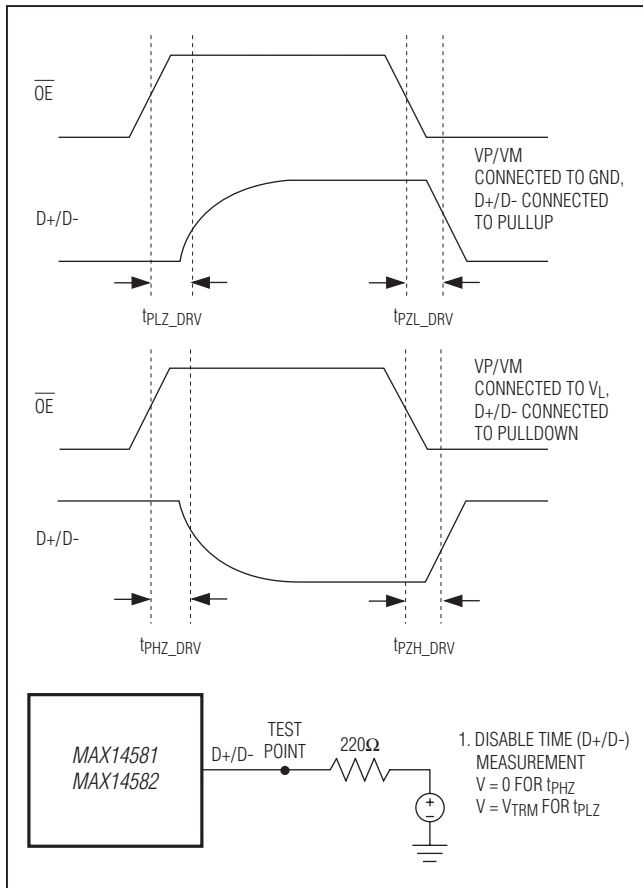 OE
VP/VM
CONNECTED TO GND,
D+/D- CONNECTED
TO PULLUP
D+/D-
tPLZ_DRV
tPZL_DRV
OE
VP/VM
CONNECTED TO VL,
D+/D- CONNECTED
TO PULLDOWN
D+/D-
tPHZ_DRV
tPZH_DRV
MAX14581
MAX14582
D+/D-
TEST
POINT
220Ω
+
-
1. DISABLE TIME (D+/D-)
MEASUREMENT
V = 0 FOR tPHZ
V = VTRM FOR tPLZ